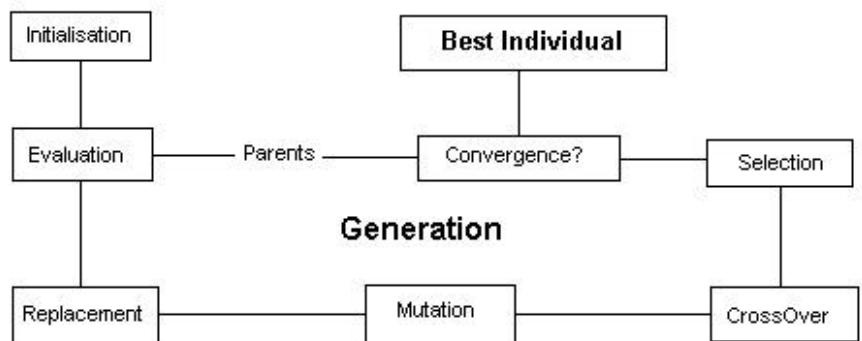 Initialisation
Best Individual
Evaluation
Parents
Convergence?
Selection
Generation
Replacement
Mutation
CrossOver